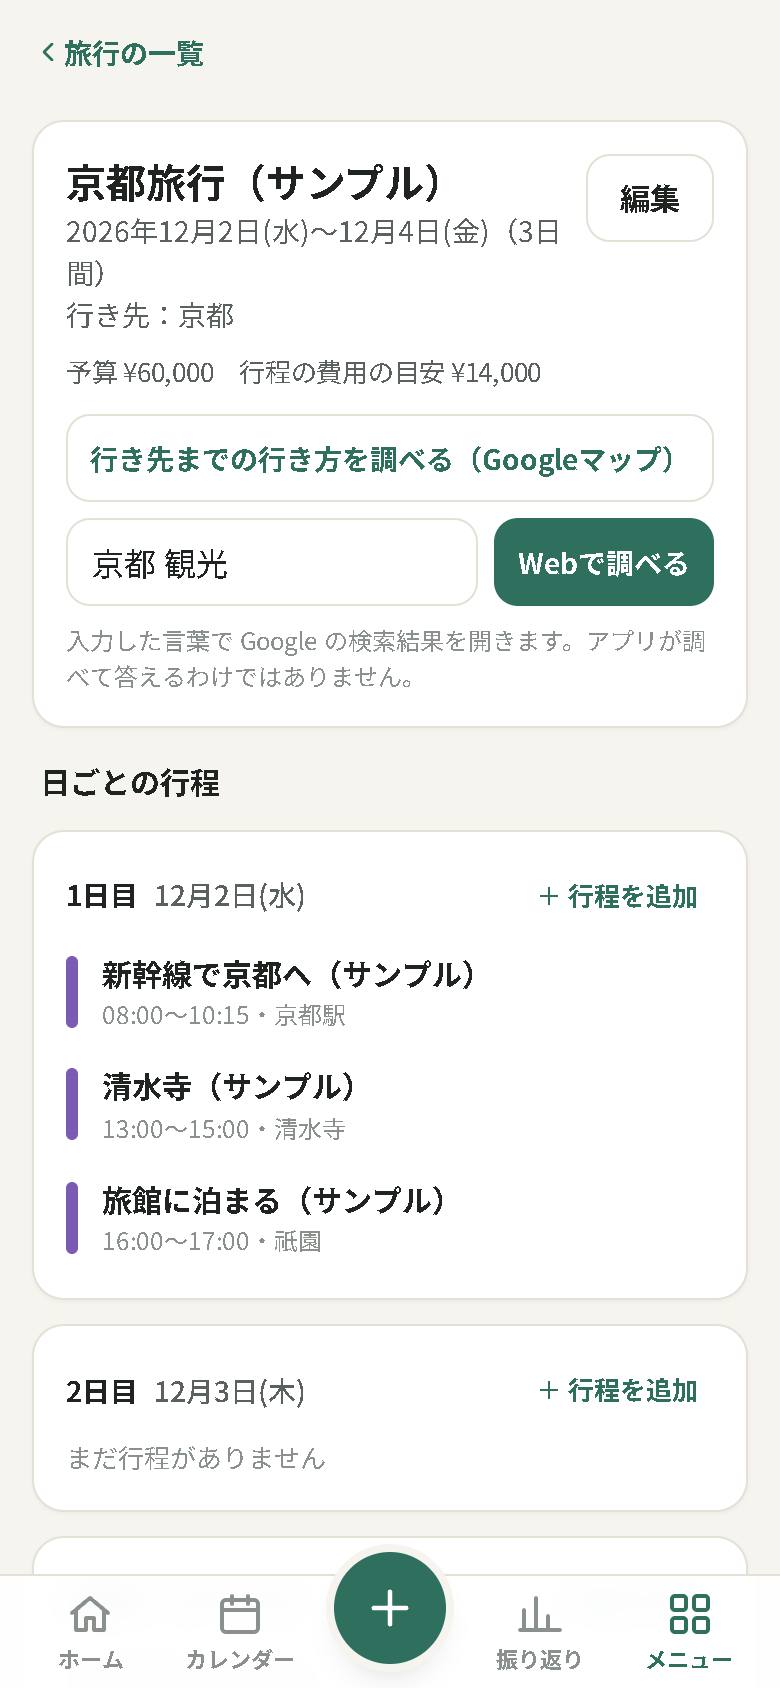 旅行の一覧
京都旅行（サンプル）
編集
2026年12月2日(水)〜12月4日(金)（3日
間）
行き先：京都
予算 ¥60,000 行程の費用の目安 ¥14,000
行き先までの行き方を調べる（Googleマップ）
京都 観光
Webで調べる
入力した言葉で Google の検索結果を開きます。アプリが調
べて答えるわけではありません。
日ごとの行程
1日目 12月2日(水)
＋ 行程を追加
新幹線で京都へ（サンプル）
08:00〜10:15・京都駅
清水寺（サンプル）
13:00〜15:00・清水寺
旅館に泊まる（サンプル）
16:00〜17:00・祇園
2日目 12月3日(木)
＋ 行程を追加
まだ行程がありません
ホーム
カレンダー
振り返り
メニュー